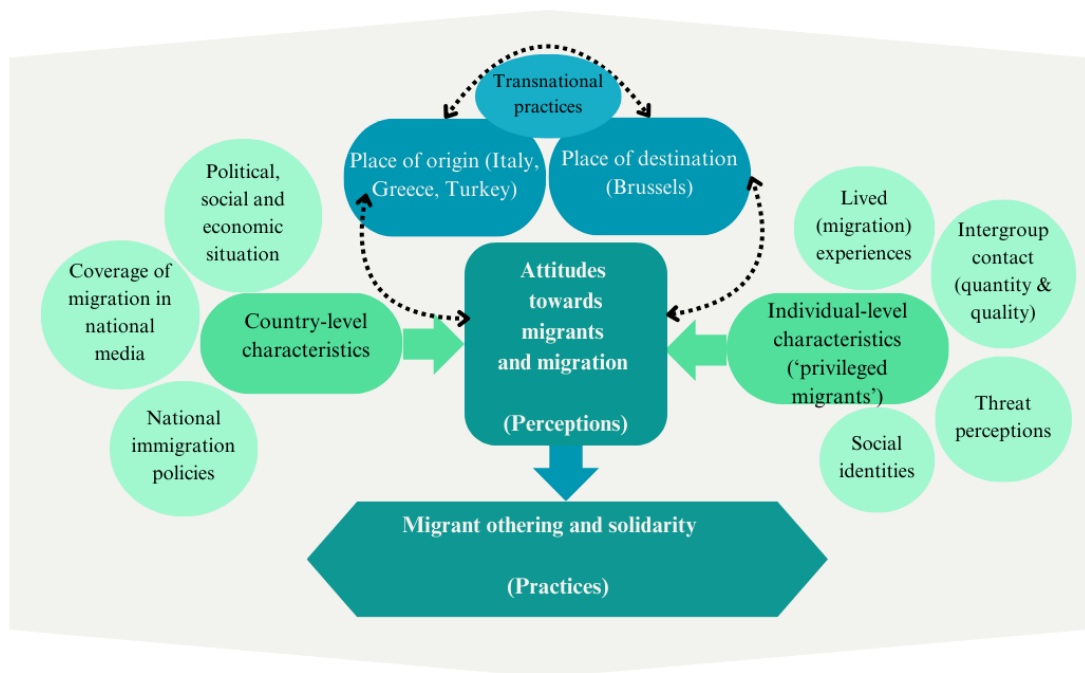 Transnational
practices
Place of origin (Italy,
Greece, Turkey)
Place of destination
(Brussels)
Political,
social and
economic
situation
Coverage of
migration in
national
media
National
immigration
policies
Country-level
characteristics
Attitudes
towards
migrants
and migration
(Perceptions)
Individual-level
characteristics
(‘privileged
migrants’)
Lived
(migration)
experiences
Intergroup
contact
(quantity &
quality)
Threat
perceptions
Social
identities
Migrant othering and solidarity
(Practices)